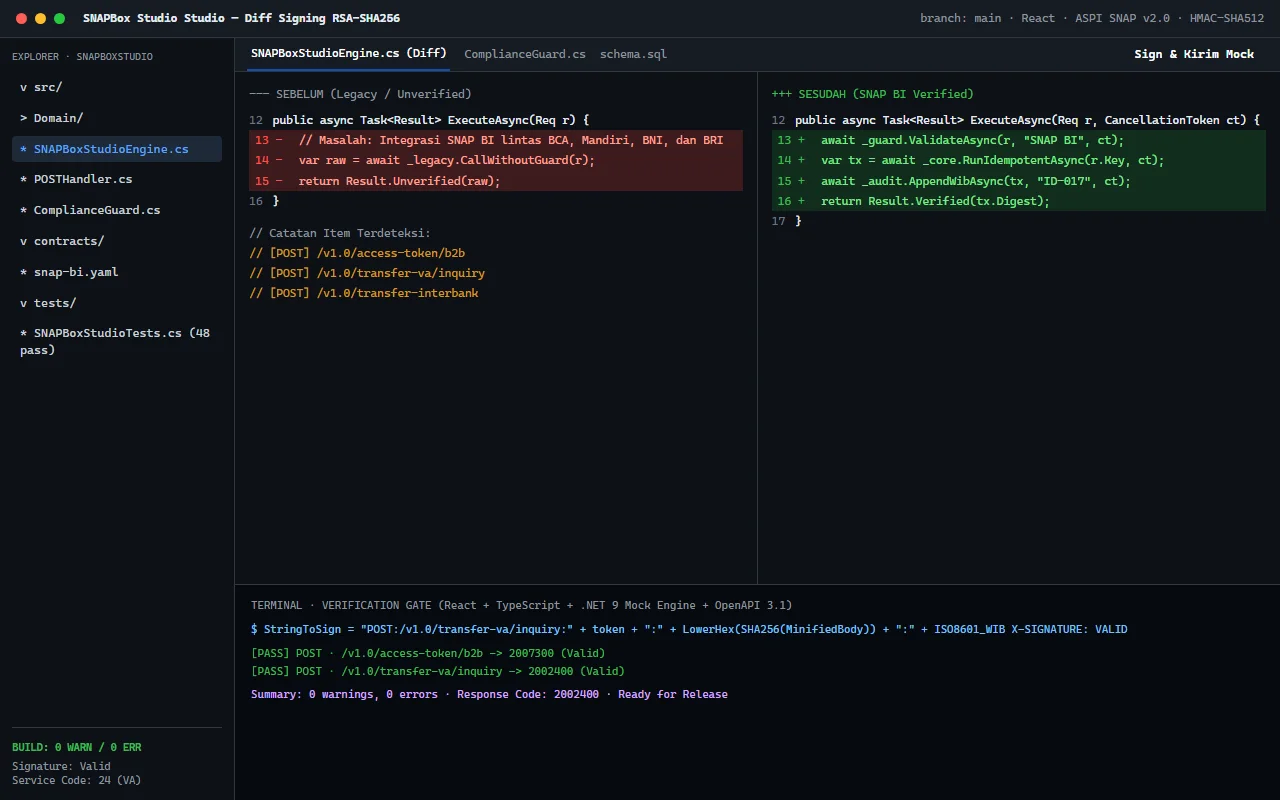 SNAPBox Studio Studio — Diff Signing RSA-SHA256
branch: main · React · ASPI SNAP v2.0 · HMAC-SHA512
EXPLORER · SNAPBOXSTUDIO
v src/
> Domain/
* SNAPBoxStudioEngine.cs
* POSTHandler.cs
* ComplianceGuard.cs
v contracts/
* snap-bi.yaml
v tests/
* SNAPBoxStudioTests.cs (48
pass)
BUILD: 0 WARN / 0 ERR
Signature: Valid
Service Code: 24 (VA)
SNAPBoxStudioEngine.cs (Diff) ComplianceGuard.cs schema.sql
Sign & Kirim Mock
--- SEBELUM (Legacy / Unverified)
12 public async Task<Result> ExecuteAsync(Req r) {
13 - // Masalah: Integrasi SNAP BI lintas BCA, Mandiri, BNI, dan BRI
14 - var raw = await _legacy.CallWithoutGuard(r);
15 - return Result.Unverified(raw);
16 }
// Catatan Item Terdeteksi:
// [POST] /v1.0/access-token/b2b
// [POST] /v1.0/transfer-va/inquiry
// [POST] /v1.0/transfer-interbank
+++ SESUDAH (SNAP BI Verified)
12 public async Task<Result> ExecuteAsync(Req r, CancellationToken ct) {
13 + await _guard.ValidateAsync(r, "SNAP BI", ct);
14 + var tx = await _core.RunIdempotentAsync(r.Key, ct);
15 + await _audit.AppendWibAsync(tx, "ID-017", ct);
16 + return Result.Verified(tx.Digest);
17 }
TERMINAL · VERIFICATION GATE (React + TypeScript + .NET 9 Mock Engine + OpenAPI 3.1)
$ StringToSign = "POST:/v1.0/transfer-va/inquiry:" + token + ":" + LowerHex(SHA256(MinifiedBody)) + ":" + ISO8601_WIB X-SIGNATURE: VALID
[PASS] POST · /v1.0/access-token/b2b -> 2007300 (Valid)
[PASS] POST · /v1.0/transfer-va/inquiry -> 2002400 (Valid)
Summary: 0 warnings, 0 errors · Response Code: 2002400 · Ready for Release